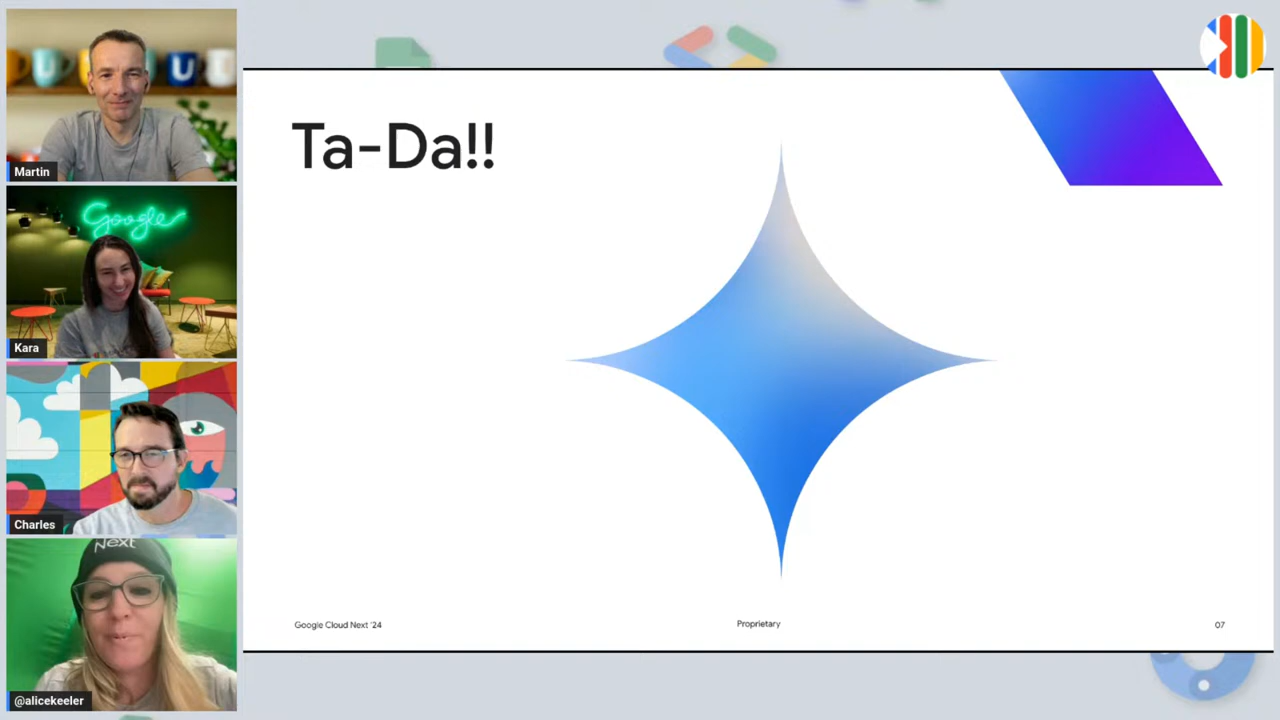 Martin
Google
Kara
Charles
Next
@alicekeeler
Ta-Da!!
Google Cloud Next '24
Proprietary
07